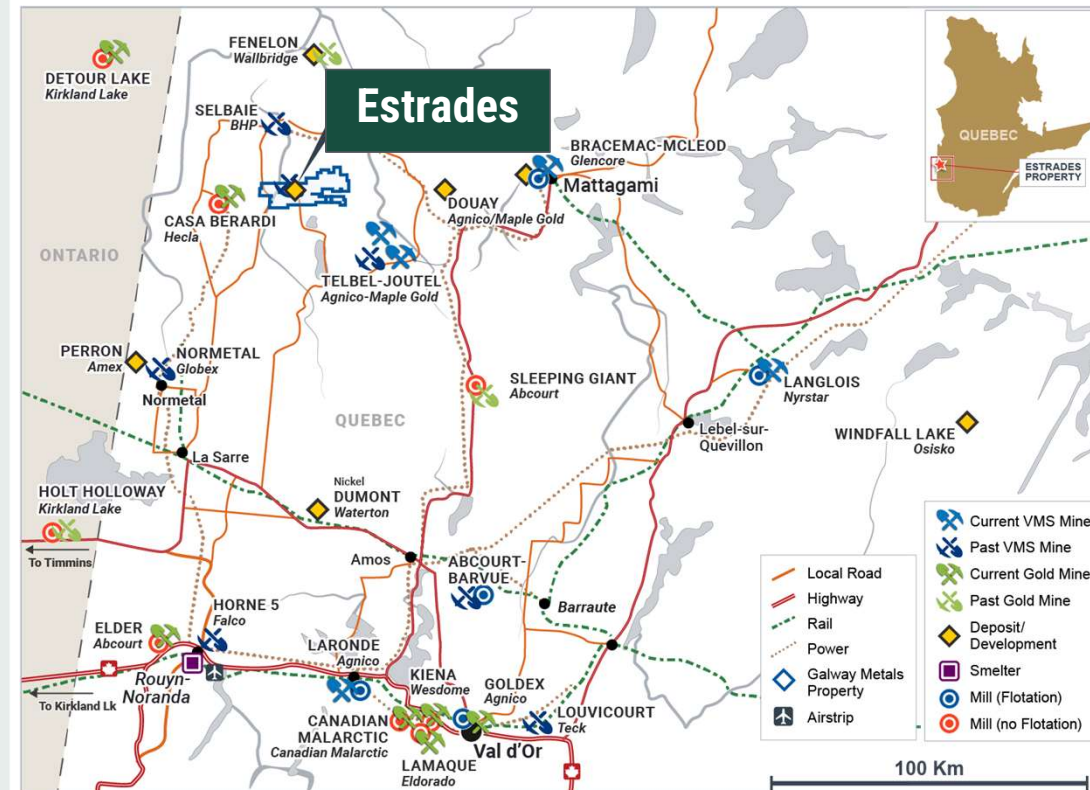 DETOUR LAKE
Kirkland Lake
FENELON
Wallbridge
Estrades
SELBAIE
BHP
BRACEMAC-MCLEOD
Glencore
Mattagami
QUEBEC
ESTRADES
PROPERTY
CASA BERARDI
Hecla
DOUAY
Agnico/Maple Gold
ONTARIO
TELBEL-JOUTEL
Agnico-Maple Gold
PERRON
Amex
NORMETAL
Globex
Normetal
SLEEPING GIANT
Abcourt
LANGLOIS
Nyrstar
QUEBEC
Lebel-sur-
Quevillon
WINDFALL LAKE
Osisko
La Sarre
HOLT HOLLOWAY
Kirkland Lake
Nickel
DUMONT
Waterton
To Timmins
Amos
ABCOURT-
BARVUE
Barraute
HORNE 5
Falco
ELDER
Abcourt
LARONDE
Agnico
Rouyn-
Noranda
KIENA
Wesdome
GOLDEX
Agnico
To Kirkland Lk
CANADIAN
MALARCTIC
Canadian Malarctic
LOUVICOURT
Teck
Val d'Or
LAMAQUE
Eldorado
Local Road
Highway
Rail
Power
Galway Metals
Property
Airstrip
Current VMS Mine
Past VMS Mine
Current Gold Mine
Past Gold Mine
Deposit/
Development
Smelter
Mill (Flotation)
Mill (no Flotation)
100 Km